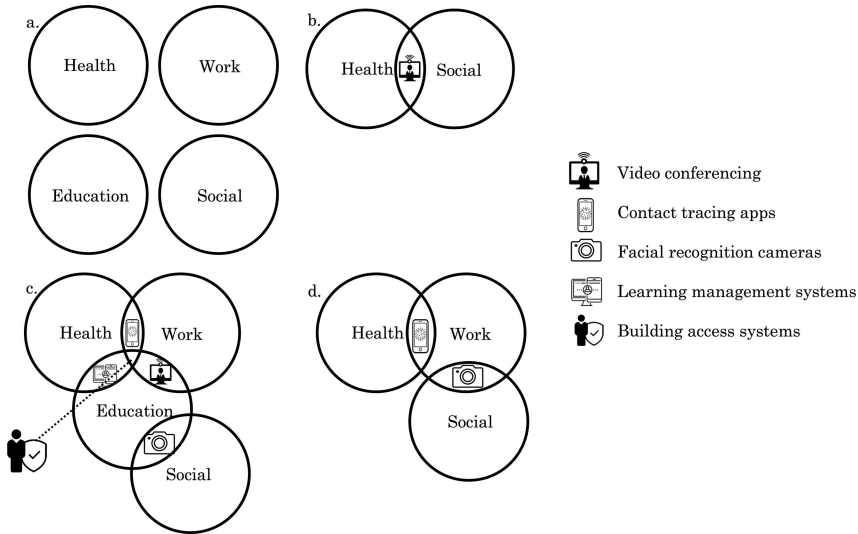 a.
Health
Work
Education
Social
b.
Health
Social
c.
Health
Work
Education
Social
d.
Health
Work
Social
Video conferencing
Contact tracing apps
Facial recognition cameras
Learning management systems
Building access systems